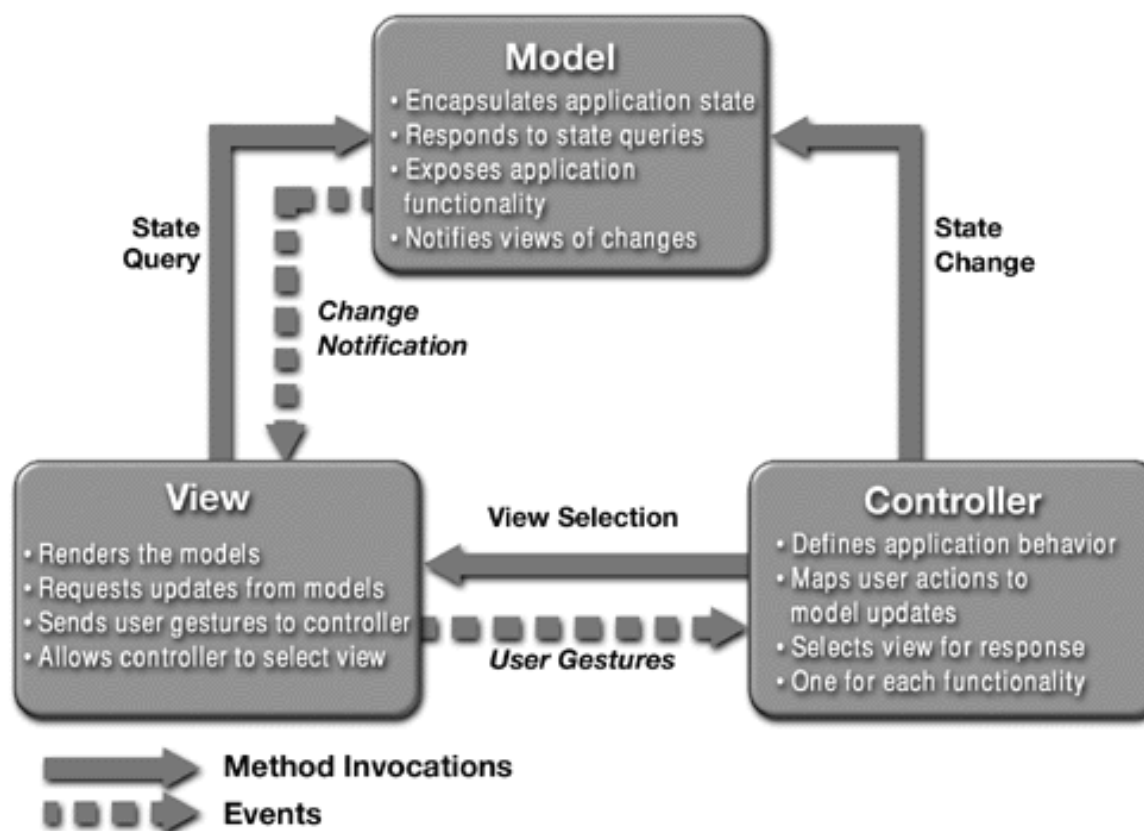 Model
• Encapsulates application state
• Responds to state queries
• Exposes application
functionality
• Notifies views of changes
State
Query
State
Change
Change
Notification
View
• Renders the models
• Requests updates from models
• Sends user gestures to controller
• Allows controller to select view
View Selection
User Gestures
Controller
• Defines application behavior
• Maps user actions to
model updates
• Selects view for response
• One for each functionality
Method Invocations
Events